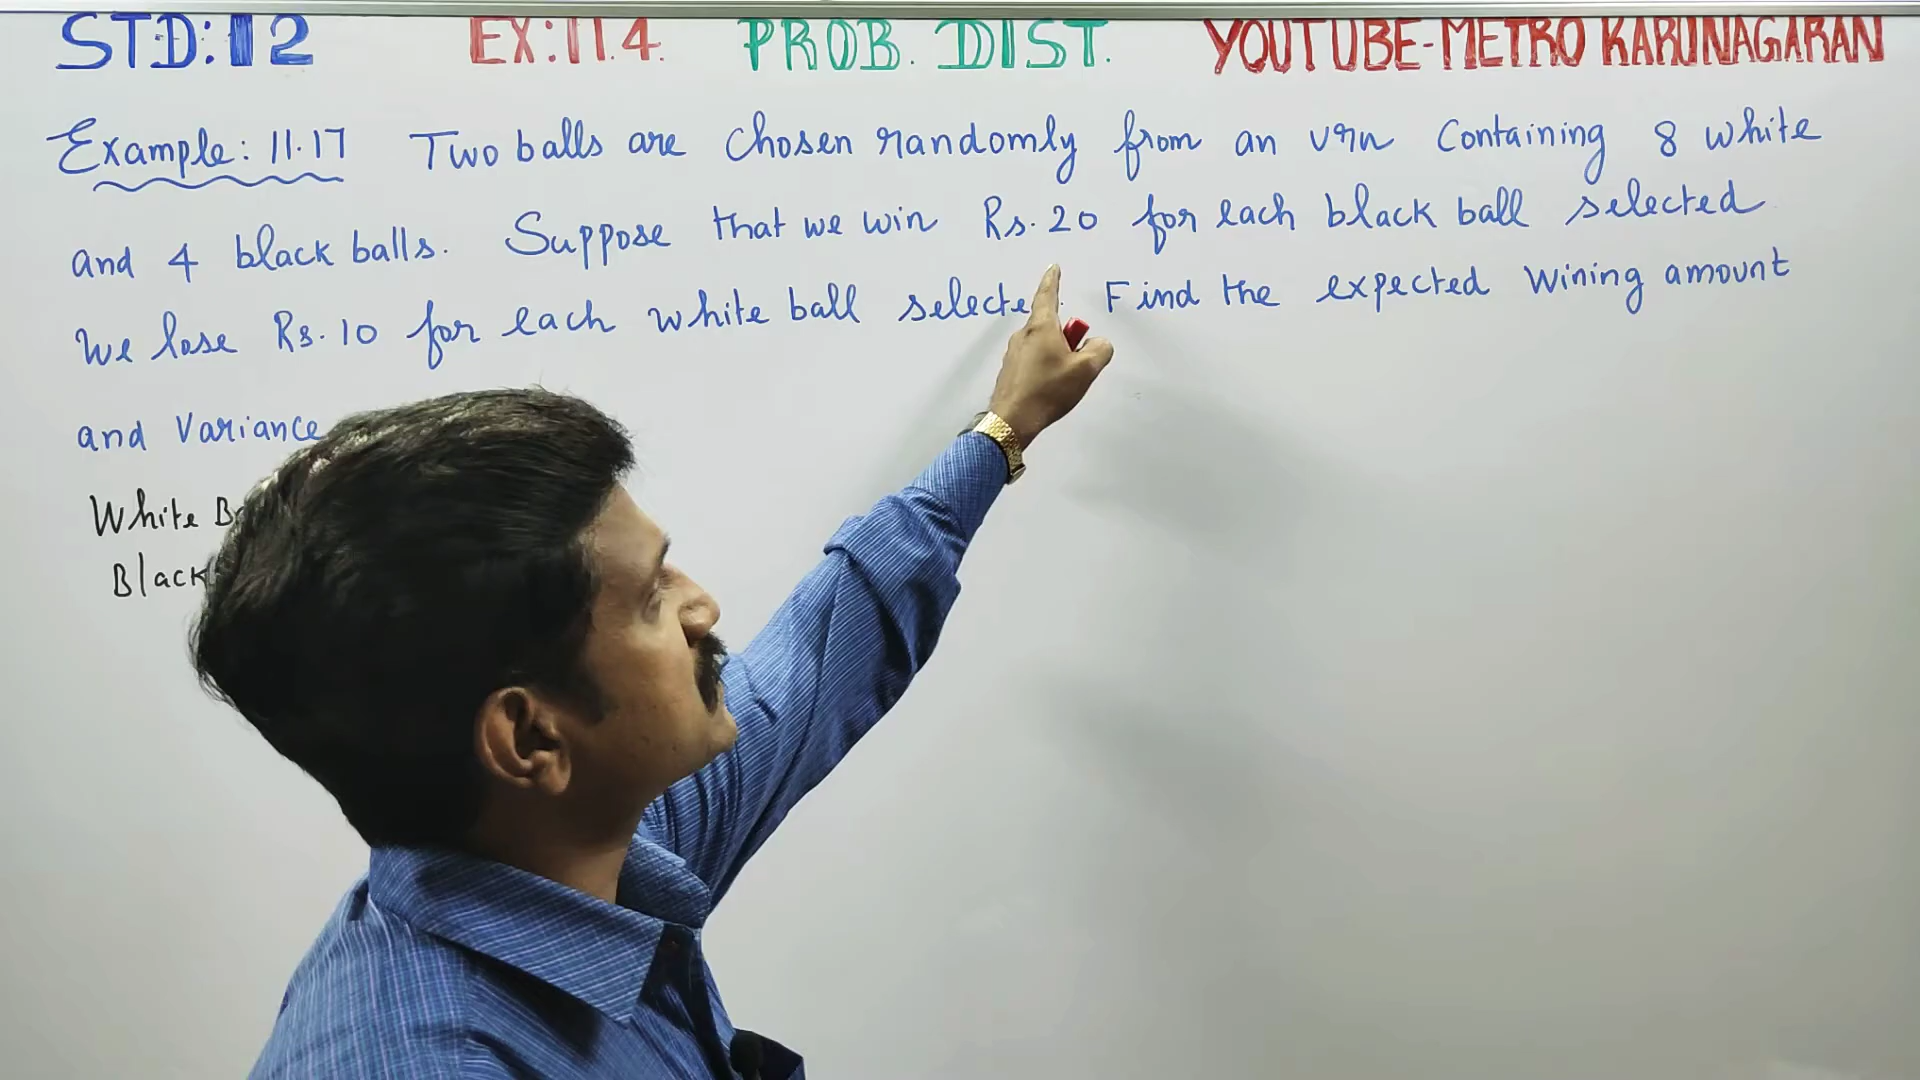 STD:12 EX:11.4. PROB. DIST. YOUTUBE-METRO KARUNAGARAN
Example: 11.17 Two balls are chosen randomly from an urn containing 8 white
and 4 black balls. Suppose that we win Rs.20 for each black ball selected
We lose Rs.10 for each white ball selected. Find the expected wining amount
and Variance
White
Black